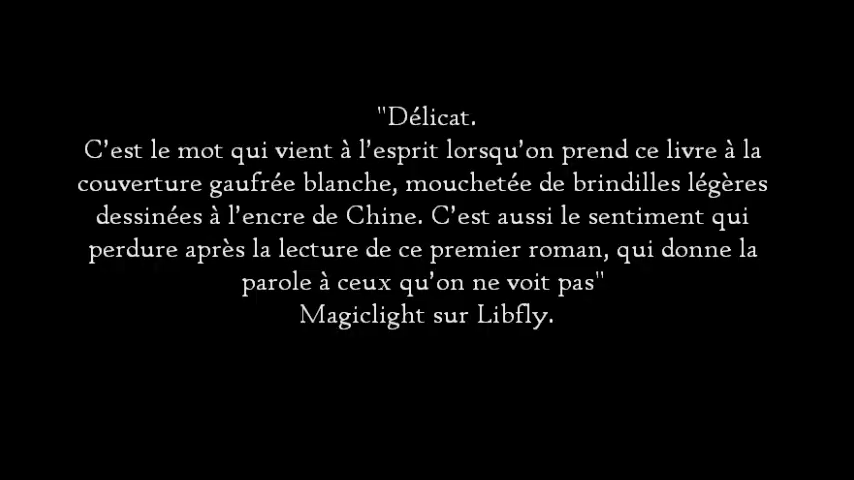 "Délicat.
C'est le mot qui vient à l'esprit lorsqu'on prend ce livre à la
couverture gaufrée blanche, mouchetée de brindilles légères
dessinées à l'encre de Chine. C'est aussi le sentiment qui
perdure après la lecture de ce premier roman, qui donne la
parole à ceux qu'on ne voit pas"
Magiclight sur Libfly.